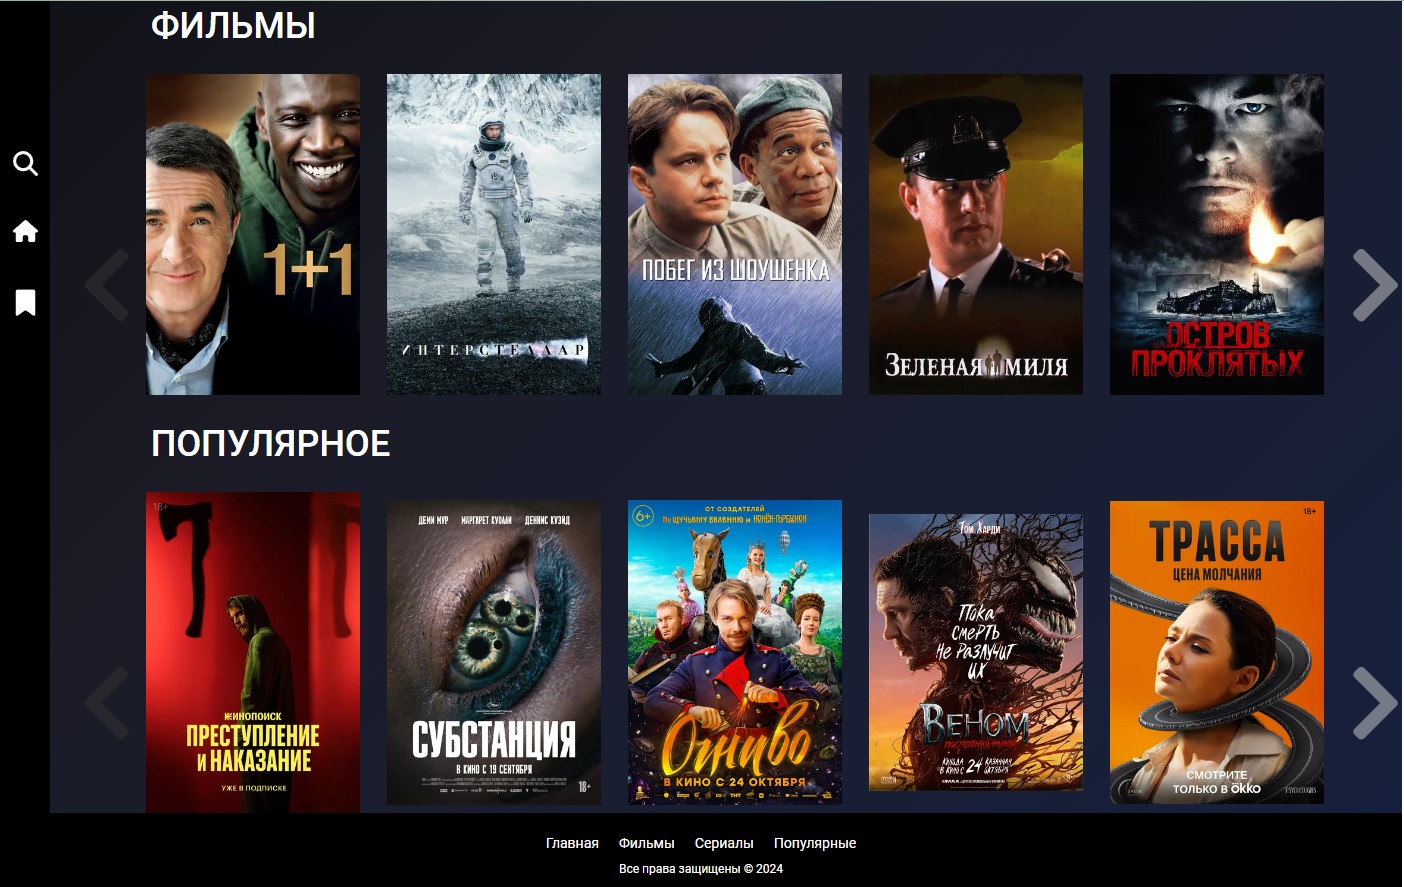 ФИЛЬМЫ
1+1
ИНТЕРСТЕЛЛАР
ПОБЕГ ИЗ ШОУШЕНКА
ЗЕЛЕНАЯ МИЛЯ
ОСТРОВ
ПРОКЛЯТЫХ
ПОПУЛЯРНОЕ
18+
КИНОПОИСК
ПРЕСТУПЛЕНИЕ
И НАКАЗАНИЕ
УЖЕ В ПОДПИСКЕ
ДЕМИ МУР МАРГАРЕТ КУОЛЛИ ДЕННИС КУЭЙД
СУБСТАНЦИЯ
В КИНО С 19 СЕНТЯБРЯ
18+
6+
ОТ СОЗДАТЕЛЕЙ
ПО ЩУЧЬЕМУ ВЕЛЕНИЮ И КОНЁК-ГОРБУНОК
Огниво
В КИНО С 24 ОКТЯБРЯ
Том Харди
Пока
смерть
не разлучит
их
ВЕНОМ
ПОСЛЕДНИЙ ТАНЕЦ
24 ОКТЯБРЯ
18+
ТРАССА
ЦЕНА МОЛЧАНИЯ
СМОТРИТЕ
ТОЛЬКО В Okko
PSYCHOLOGIES
Главная Фильмы Сериалы Популярные
Все права защищены © 2024